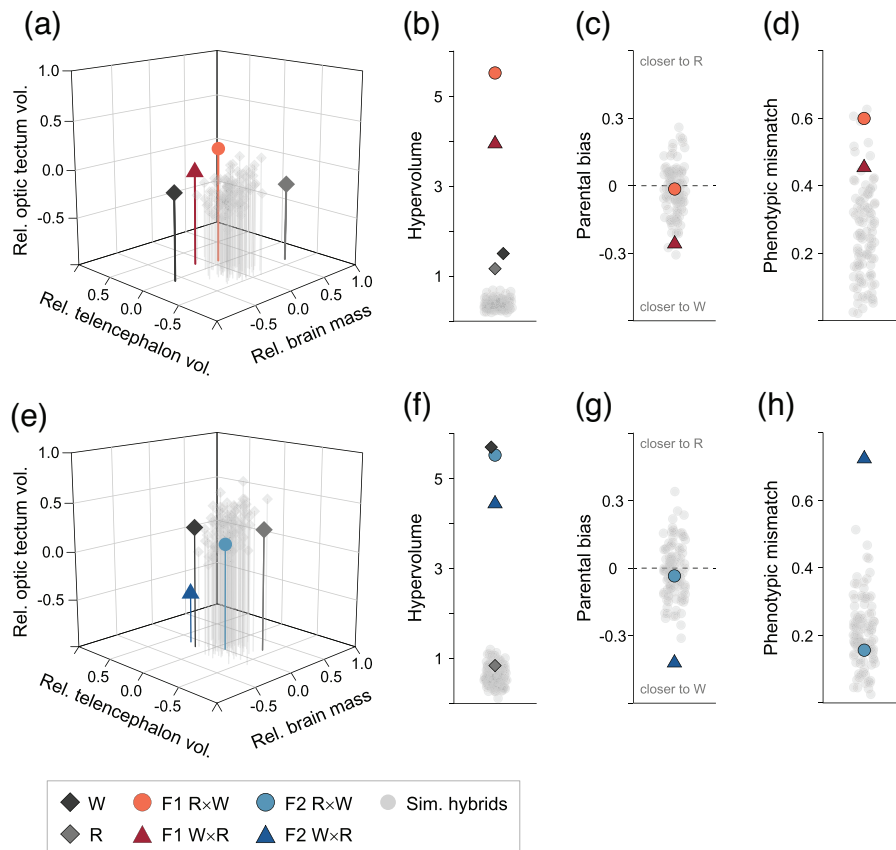 (a)
(b)
(c)
(d)
Rel. optic tectum vol.
1.0
0.5
0.0
-0.5
0.5
0.0
-0.5
Rel. telencephalon vol.
-0.5
0.0
0.5
1.0
Rel. brain mass
Hypervolume
5
3
1
Parental bias
closer to R
0.3
0
-0.3
closer to W
Phenotypic mismatch
0.6
0.4
0.2
(e)
(f)
(g)
(h)
Rel. optic tectum vol.
1.0
0.5
0.0
-0.5
0.5
0.0
-0.5
Rel. telencephalon vol.
-0.5
0.0
0.5
1.0
Rel. brain mass
Hypervolume
5
3
1
Parental bias
closer to R
0.3
0
-0.3
closer to W
Phenotypic mismatch
0.6
0.4
0.2
W F1 R×W F2 R×W Sim. hybrids
R F1 W×R F2 W×R